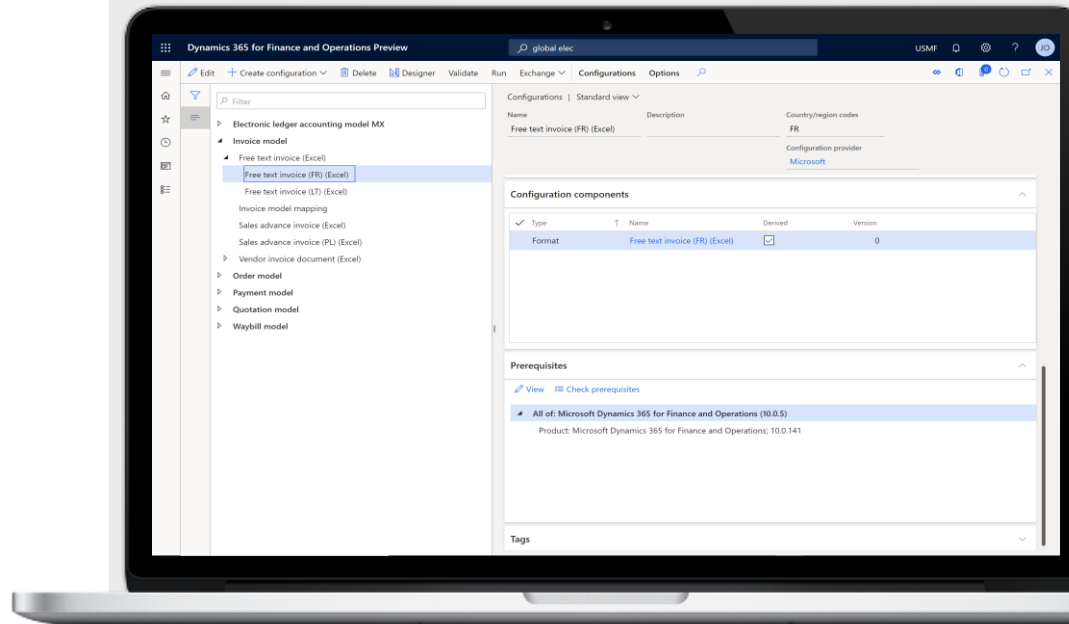 Dynamics 365 for Finance and Operations Preview
global elec
USMF
?
JO
Edit
Create configuration
Delete
Designer
Validate
Run
Exchange
Configurations
Options
0
Filter
Electronic ledger accounting model MX
Invoice model
Free text invoice (Excel)
Free text invoice (FR) (Excel)
Free text invoice (LT) (Excel)
Invoice model mapping
Sales advance invoice (Excel)
Sales advance invoice (PL) (Excel)
Vendor invoice document (Excel)
Order model
Payment model
Quotation model
Waybill model
Configurations | Standard view
Name
Description
Country/region codes
Free text invoice (FR) (Excel)
FR
Configuration provider
Microsoft
Configuration components
Type
Name
Derived
Version
Format
Free text invoice (FR) (Excel)
0
Prerequisites
View
Check prerequisites
All of: Microsoft Dynamics 365 for Finance and Operations (10.0.5)
Product: Microsoft Dynamics 365 for Finance and Operations; 10.0.141
Tags